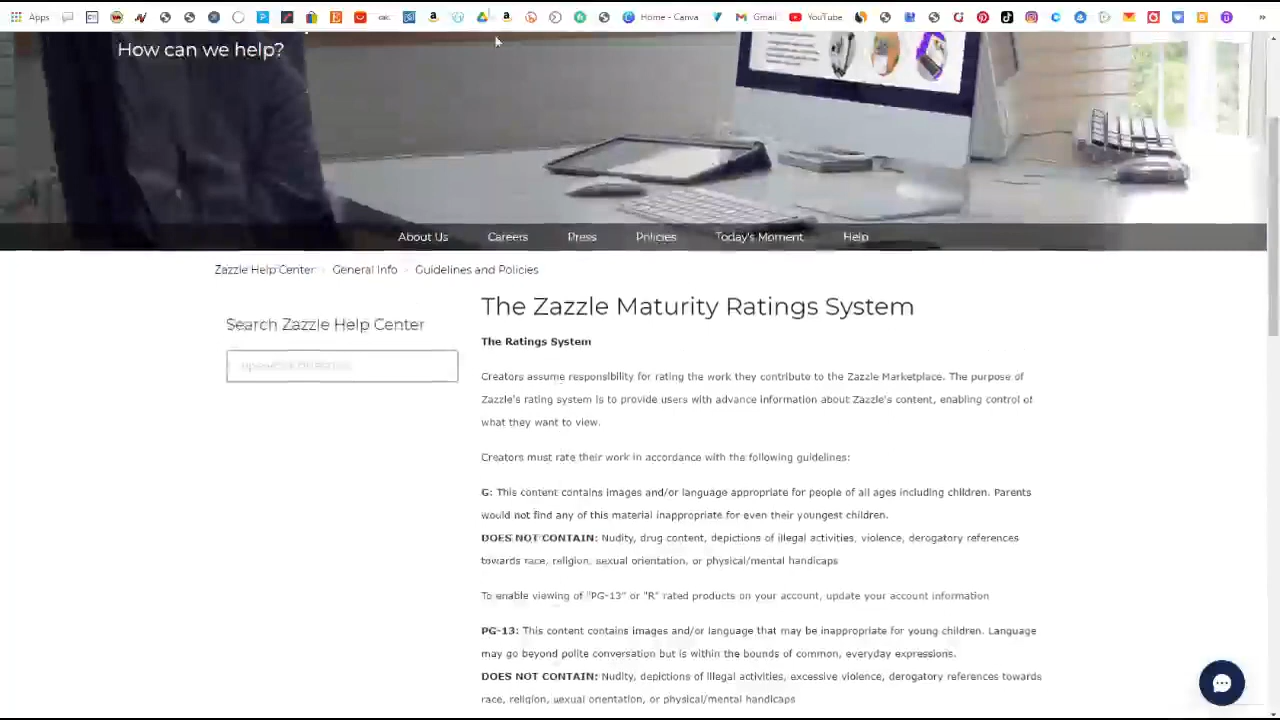 Apps
Home - Canva
Gmail
YouTube
How can we help?
About Us
Careers
Press
Policies
Today's Moment
Help
Zazzle Help Center
General Info
Guidelines and Policies
The Zazzle Maturity Ratings System
Search Zazzle Help Center
The Ratings System
Creators assume responsibility for rating the work they contribute to the Zazzle Marketplace. The purpose of
Zazzle's rating system is to provide users with advance information about Zazzle's content, enabling control of
what they want to view.
Creators must rate their work in accordance with the following guidelines:
G: This content contains images and/or language appropriate for people of all ages including children. Parents
would not find any of this material inappropriate for even their youngest children.
DOES NOT CONTAIN: Nudity, drug content, depictions of illegal activities, violence, derogatory references
towards race, religion, sexual orientation, or physical/mental handicaps
To enable viewing of "PG-13" or "R" rated products on your account, update your account information
PG-13: This content contains images and/or language that may be inappropriate for young children. Language
may go beyond polite conversation but is within the bounds of common, everyday expressions.
DOES NOT CONTAIN: Nudity, depictions of illegal activities, excessive violence, derogatory references towards
race, religion, sexual orientation, or physical/mental handicaps